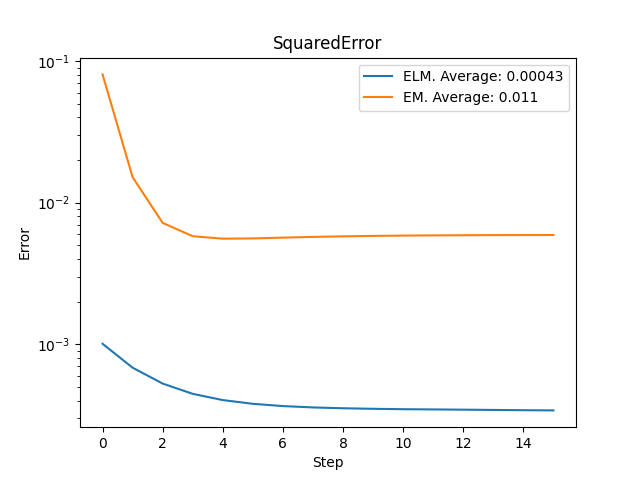 SquaredError
ELM. Average: 0.00043
EM. Average: 0.011
10⁻¹
10⁻²
10⁻³
Error
0 2 4 6 8 10 12 14
Step